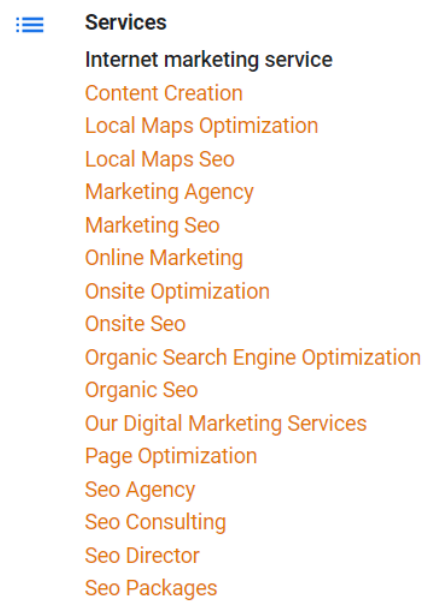 Services
Internet marketing service
Content Creation
Local Maps Optimization
Local Maps Seo
Marketing Agency
Marketing Seo
Online Marketing
Onsite Optimization
Onsite Seo
Organic Search Engine Optimization
Organic Seo
Our Digital Marketing Services
Page Optimization
Seo Agency
Seo Consulting
Seo Director
Seo Packages